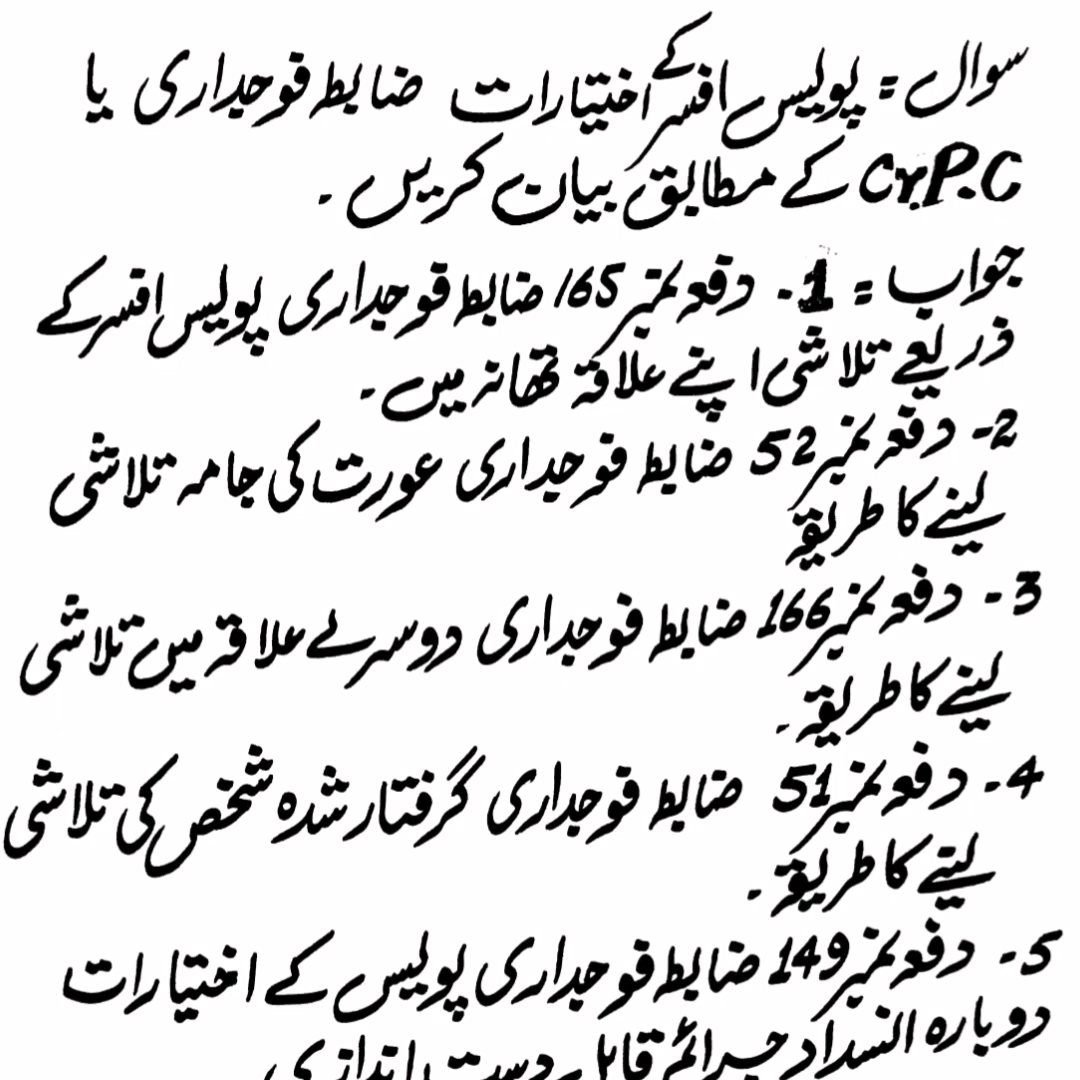 سوال = پولیس افسر کے اختیارات ضابطہ فوجداری یا
Cr.P.C کے مطابق بیان کریں ۔
جواب = 1- دفعہ نمبر 165 ضابطہ فوجداری پولیس افسر کے
ذریعے تلاشی اپنے علاقہ تھانہ میں ۔
2- دفعہ نمبر 52 ضابطہ فوجداری عورت کی جامہ تلاشی
لینے کا طریقہ
3- دفعہ نمبر 166 ضابطہ فوجداری دوسرے علاقہ میں تلاشی
لینے کا طریقہ ۔
4- دفعہ نمبر 51 ضابطہ فوجداری گرفتار شدہ شخص کی تلاشی
لینے کا طریقہ ۔
5- دفعہ نمبر 149 ضابطہ فوجداری پولیس کے اختیارات
دوبارہ انسداد جرائم قابل دست اندازی